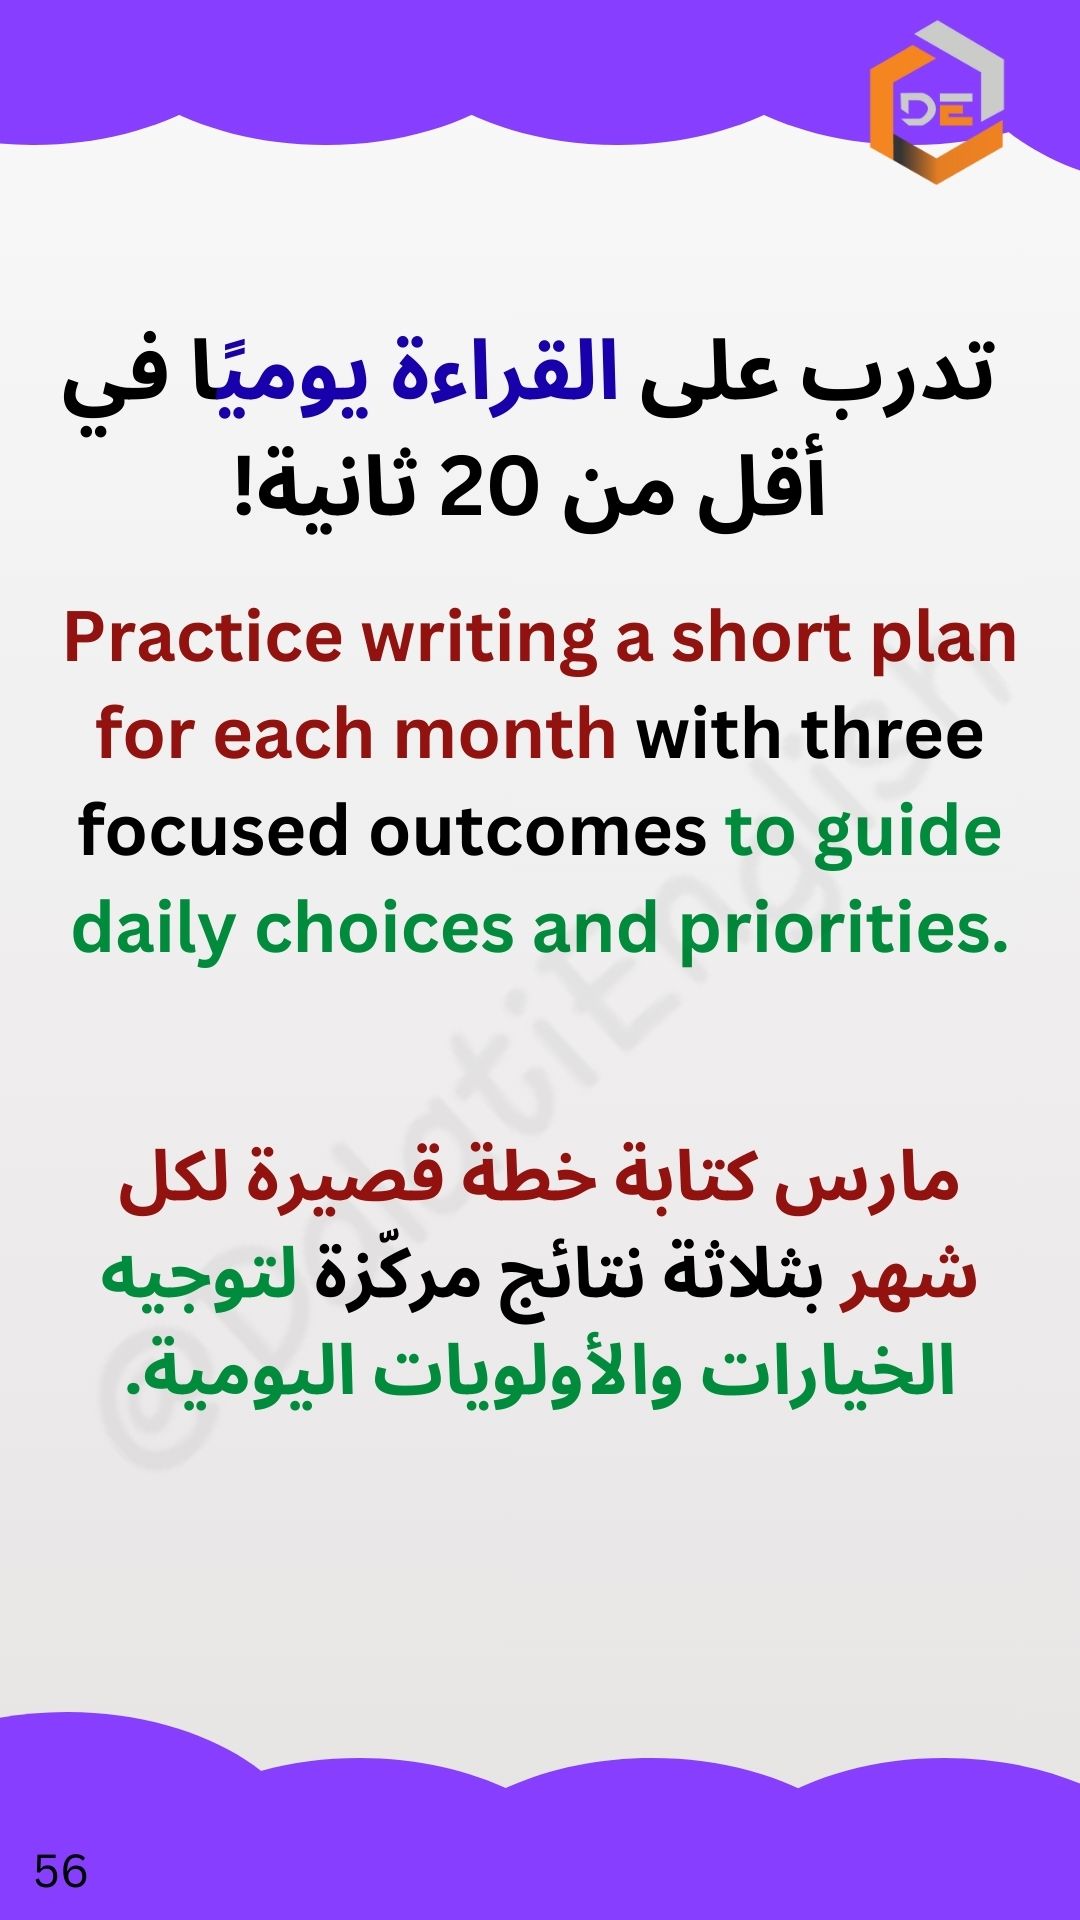 DE
تدرب على القراءة يوميًا في
أقل من 20 ثانية!
Practice writing a short plan
for each month with three
focused outcomes to guide
daily choices and priorities.
@DalatiEnglish
مارس كتابة خطة قصيرة لكل
شهر بثلاثة نتائج مركّزة لتوجيه
الخيارات والأولويات اليومية.
56